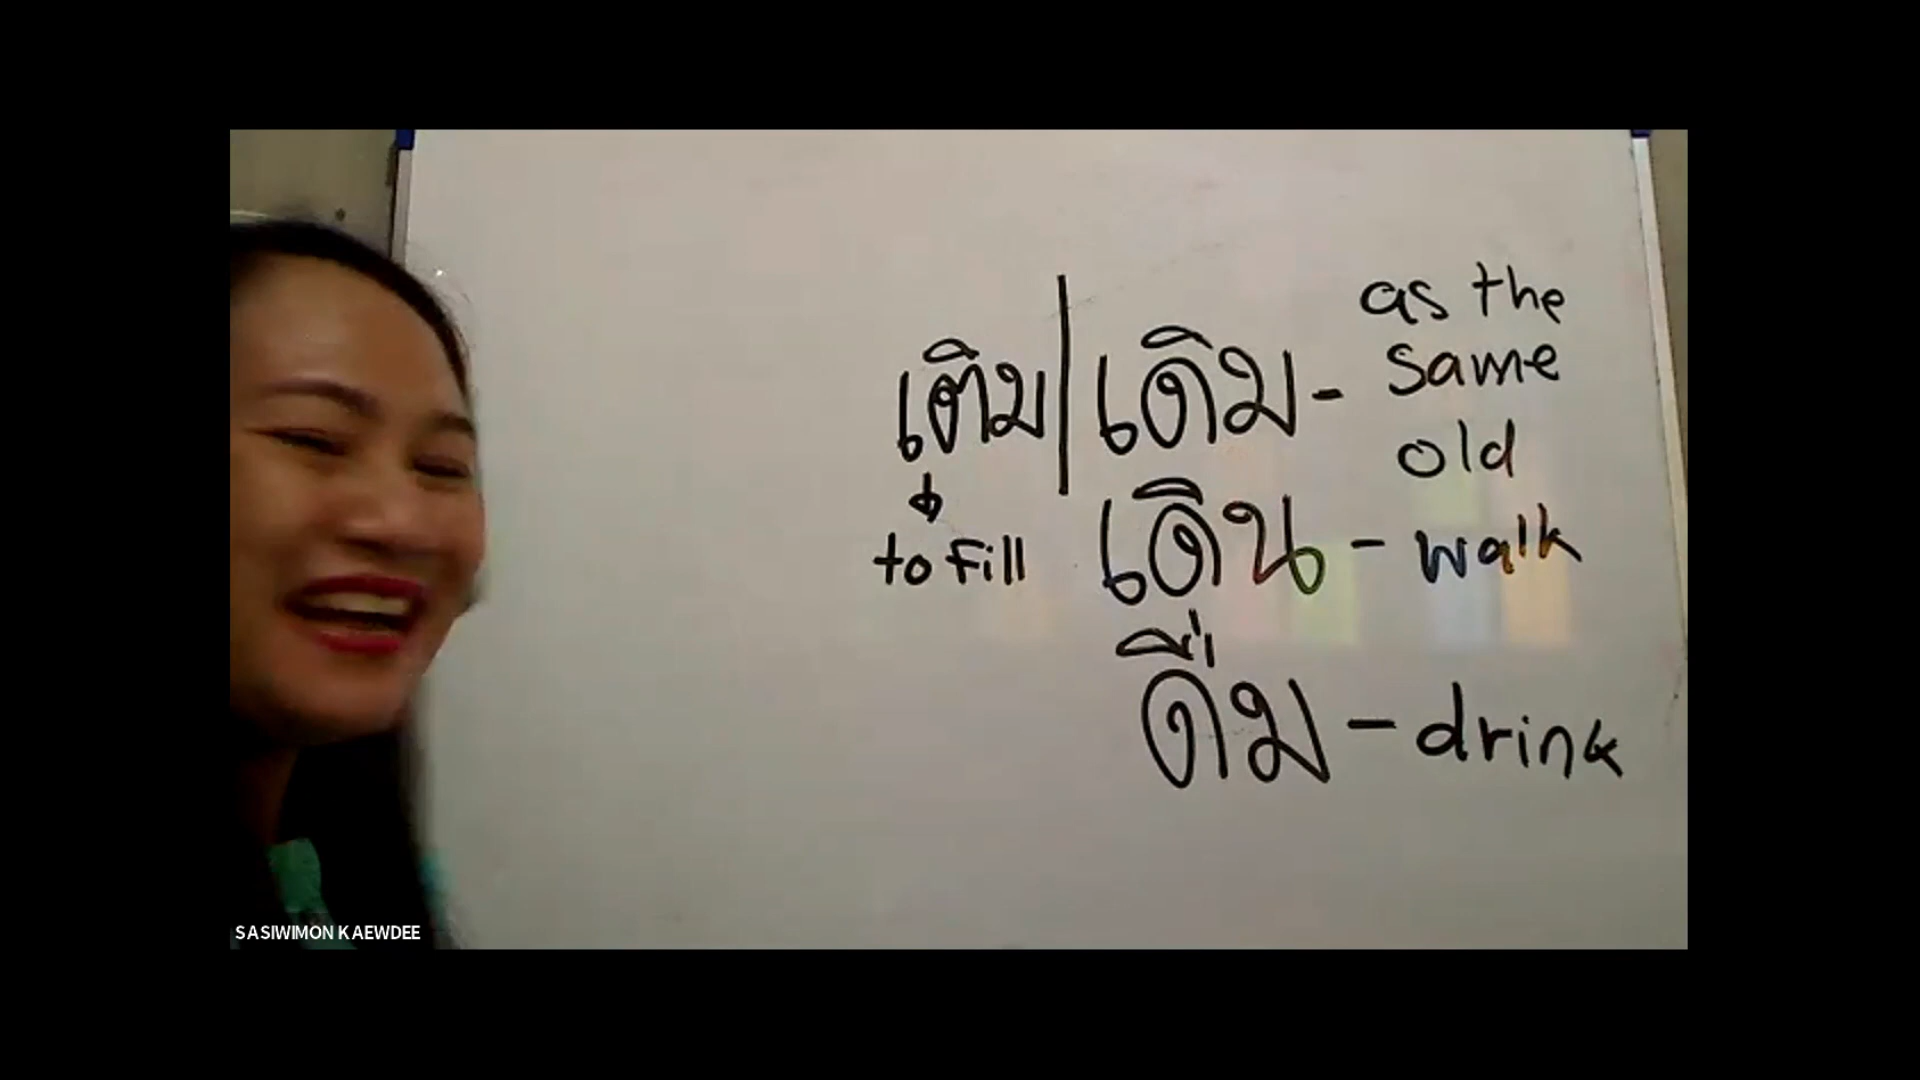 เติม | เดิม - as the
same
old
↓
to Fill
เดิน - walk
ดื่ม - drink
SASIWIMON KAEWDEE